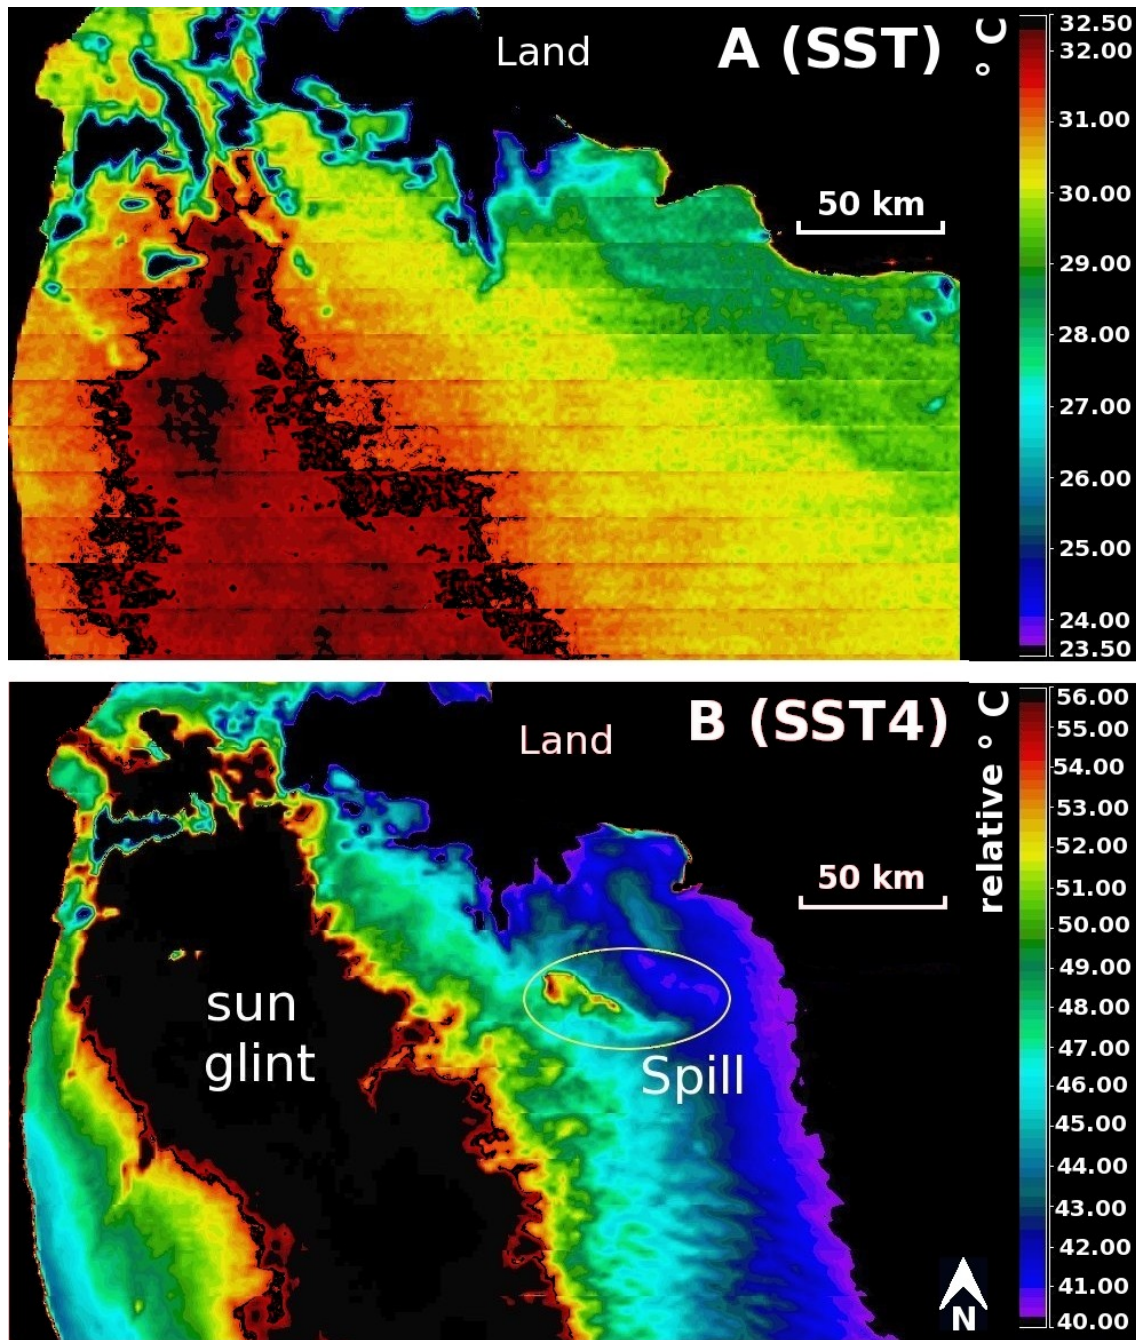 Land
A (SST)
° C
50 km
32.50
32.00
31.00
30.00
29.00
28.00
27.00
26.00
25.00
24.00
23.50
Land
B (SST4)
relative ° C
50 km
sun
glint
Spill
N
56.00
55.00
54.00
53.00
52.00
51.00
50.00
49.00
48.00
47.00
46.00
45.00
44.00
43.00
42.00
41.00
40.00